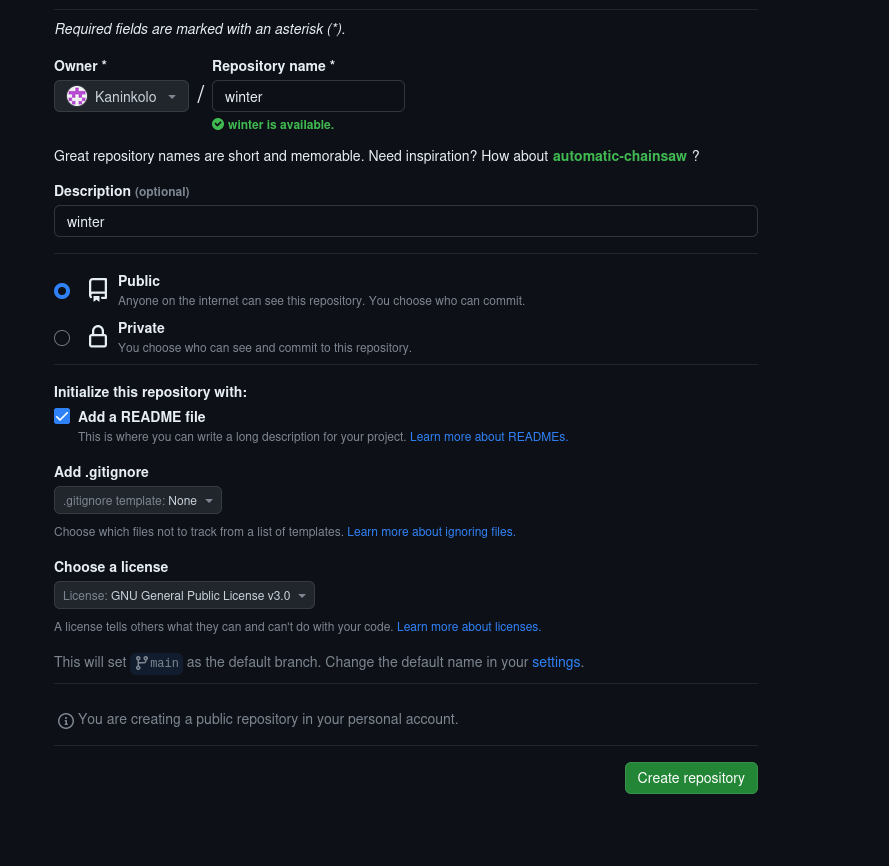 Required fields are marked with an asterisk (*).
Owner *
Repository name *
Kaninkolo
/
winter
winter is available.
Great repository names are short and memorable. Need inspiration? How about automatic-chainsaw ?
Description (optional)
winter
Public
Anyone on the internet can see this repository. You choose who can commit.
Private
You choose who can see and commit to this repository.
Initialize this repository with:
Add a README file
This is where you can write a long description for your project. Learn more about READMEs.
Add .gitignore
.gitignore template: None
Choose which files not to track from a list of templates. Learn more about ignoring files.
Choose a license
License: GNU General Public License v3.0
A license tells others what they can and can't do with your code. Learn more about licenses.
This will set main as the default branch. Change the default name in your settings.
You are creating a public repository in your personal account.
Create repository